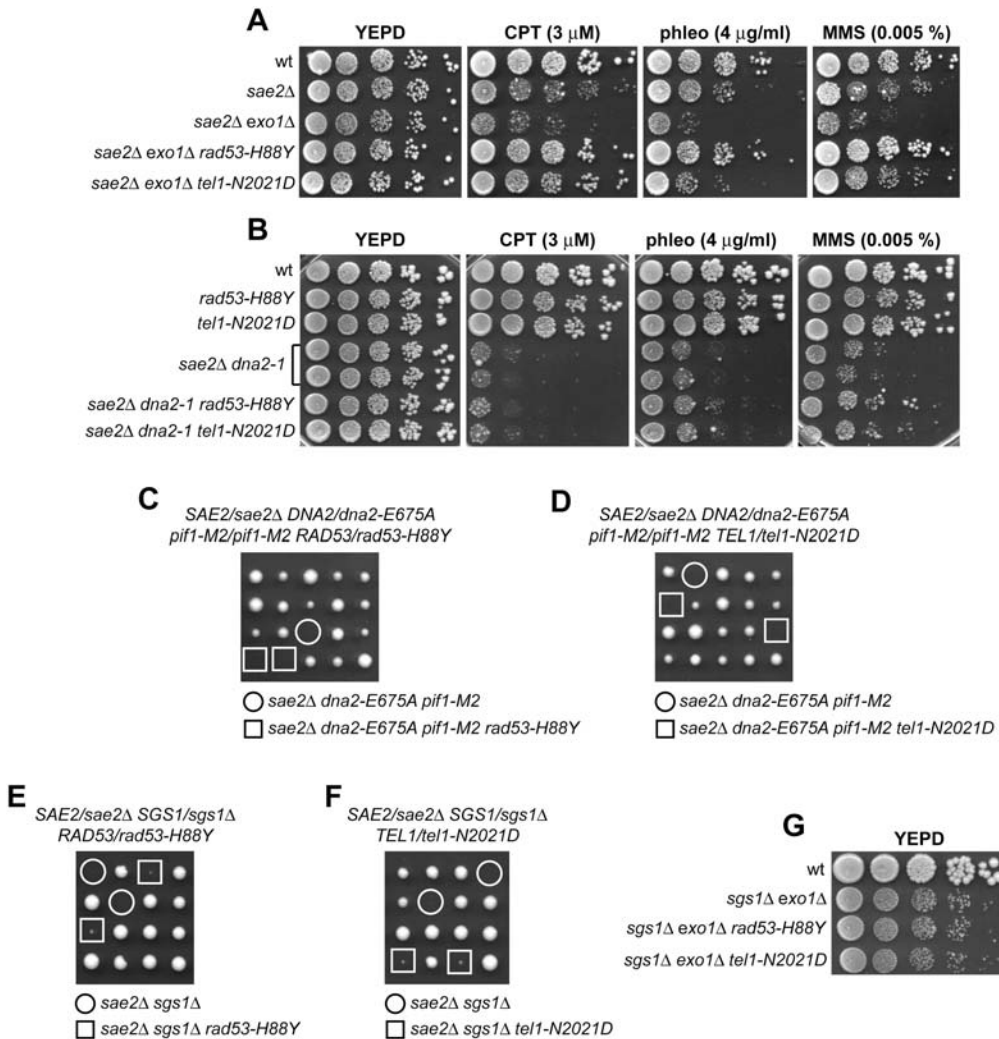 A
YEPD
CPT (3 μM)
phleo (4 μg/ml)
MMS (0.005 %)
wt
sae2Δ
sae2Δ exo1Δ
sae2Δ exo1Δ rad53-H88Y
sae2Δ exo1Δ tel1-N2021D
B
YEPD
CPT (3 μM)
phleo (4 μg/ml)
MMS (0.005 %)
wt
rad53-H88Y
tel1-N2021D
sae2Δ dna2-1
sae2Δ dna2-1 rad53-H88Y
sae2Δ dna2-1 tel1-N2021D
C
SAE2/sae2Δ DNA2/dna2-E675A
pif1-M2/pif1-M2 RAD53/rad53-H88Y
sae2Δ dna2-E675A pif1-M2
sae2Δ dna2-E675A pif1-M2 rad53-H88Y
D
SAE2/sae2Δ DNA2/dna2-E675A
pif1-M2/pif1-M2 TEL1/tel1-N2021D
sae2Δ dna2-E675A pif1-M2
sae2Δ dna2-E675A pif1-M2 tel1-N2021D
E
SAE2/sae2Δ SGS1/sgs1Δ
RAD53/rad53-H88Y
sae2Δ sgs1Δ
sae2Δ sgs1Δ rad53-H88Y
F
SAE2/sae2Δ SGS1/sgs1Δ
TEL1/tel1-N2021D
sae2Δ sgs1Δ
sae2Δ sgs1Δ tel1-N2021D
G
YEPD
wt
sgs1Δ exo1Δ
sgs1Δ exo1Δ rad53-H88Y
sgs1Δ exo1Δ tel1-N2021D